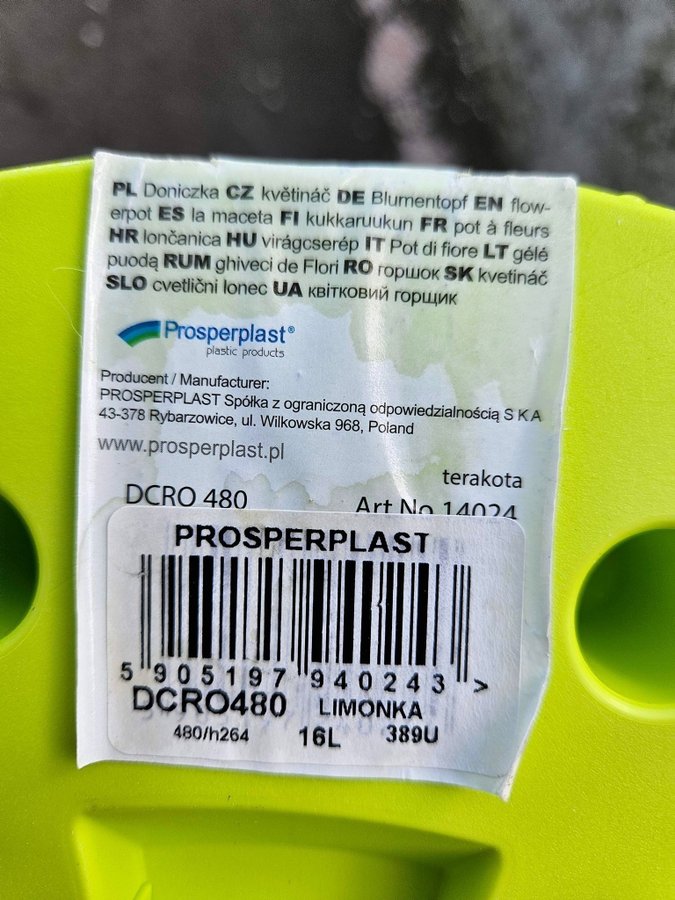 PL Doniczka CZ květináč DE Blumentopf EN flow-
erpot ES la maceta FI kukkaruukun FR pot à fleurs
HR lončanica HU virágcserép IT Pot di fiore LT gėlė
puodą RUM ghiveci de Flori RO горшок SK kvetináč
SLO cvetlični lonec UA квітковий горщик
Prosperplast®
plastic products
Producent / Manufacturer:
PROSPERPLAST Spółka z ograniczoną odpowiedzialnością S K A
43-378 Rybarzowice, ul. Wilkowska 968, Poland
www.prosperplast.pl
terakota
DCRO 480 Art No 14024
PROSPERPLAST
5 905197 940243 >
DCRO480 LIMONKA
480/h264 16L 389U